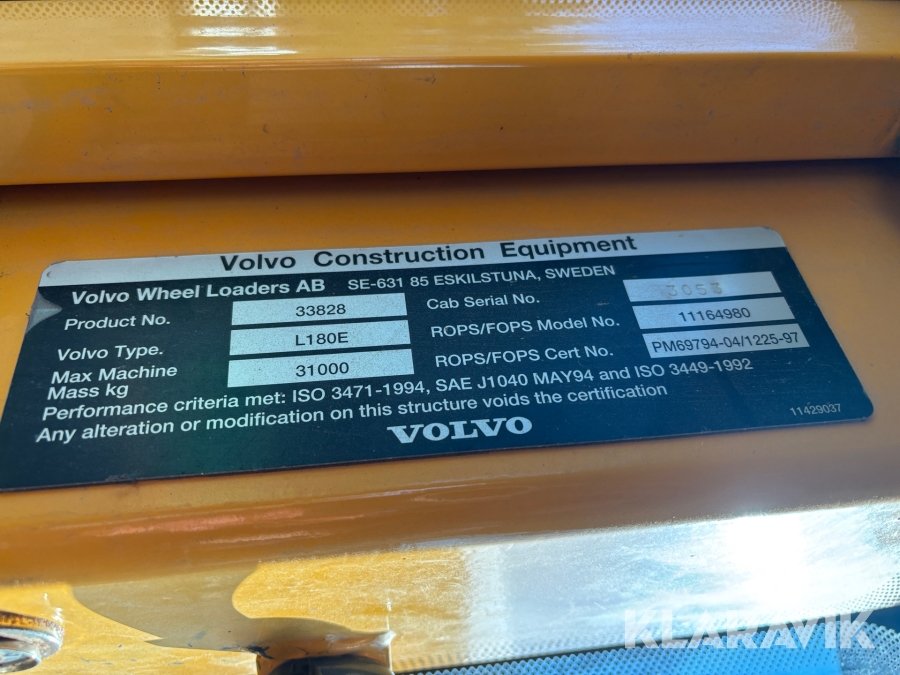 Volvo Construction Equipment
Volvo Wheel Loaders AB SE-631 85 ESKILSTUNA, SWEDEN
Product No. 33828
Cab Serial No.
Volvo Type. L180E
ROPS/FOPS Model No. 11164980
Max Machine Mass kg 31000
ROPS/FOPS Cert No. PM69794-04/1225-97
Performance criteria met: ISO 3471-1994, SAE J1040 MAY94 and ISO 3449-1992
Any alteration or modification on this structure voids the certification
VOLVO
11429037
KLARAVIK